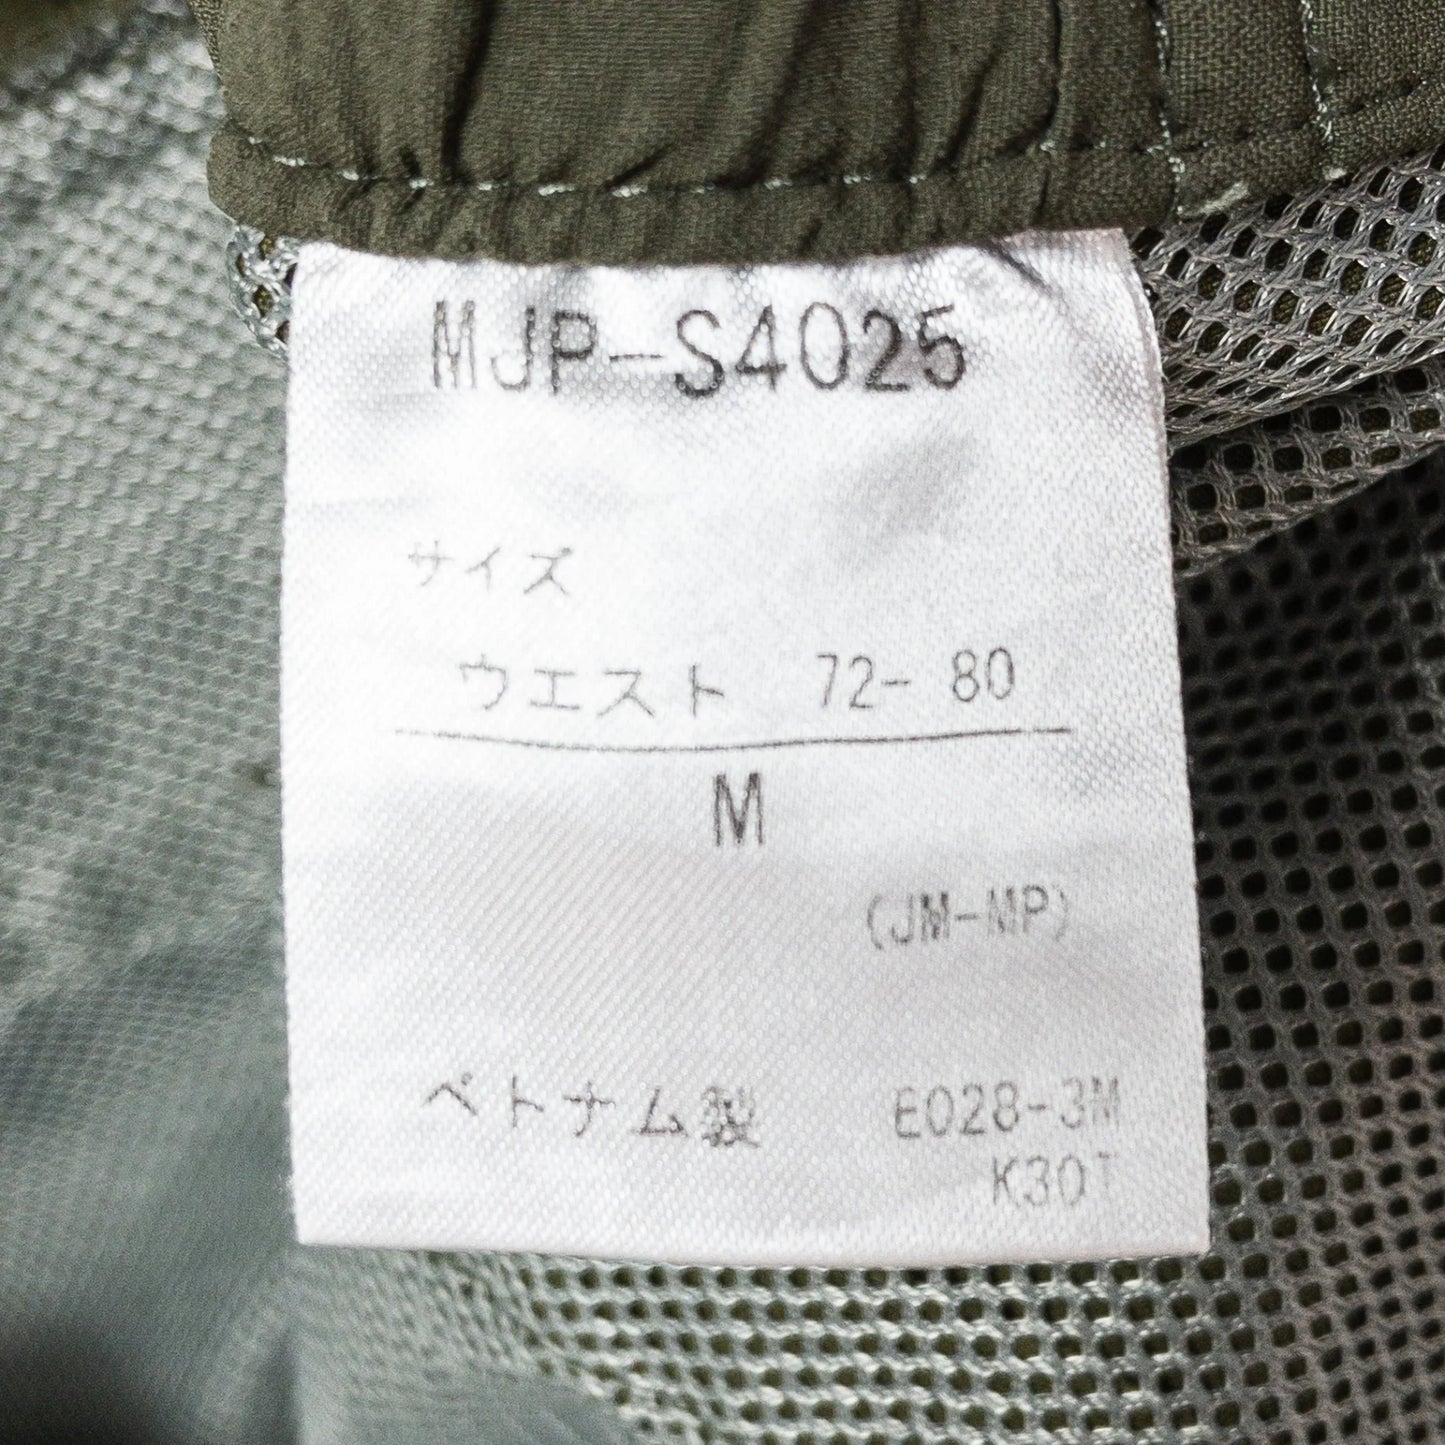 MJP-S4025
サイズ
ウエスト 72- 80
M
(JM-MP)
ベトナム製 E028-3M
K30T